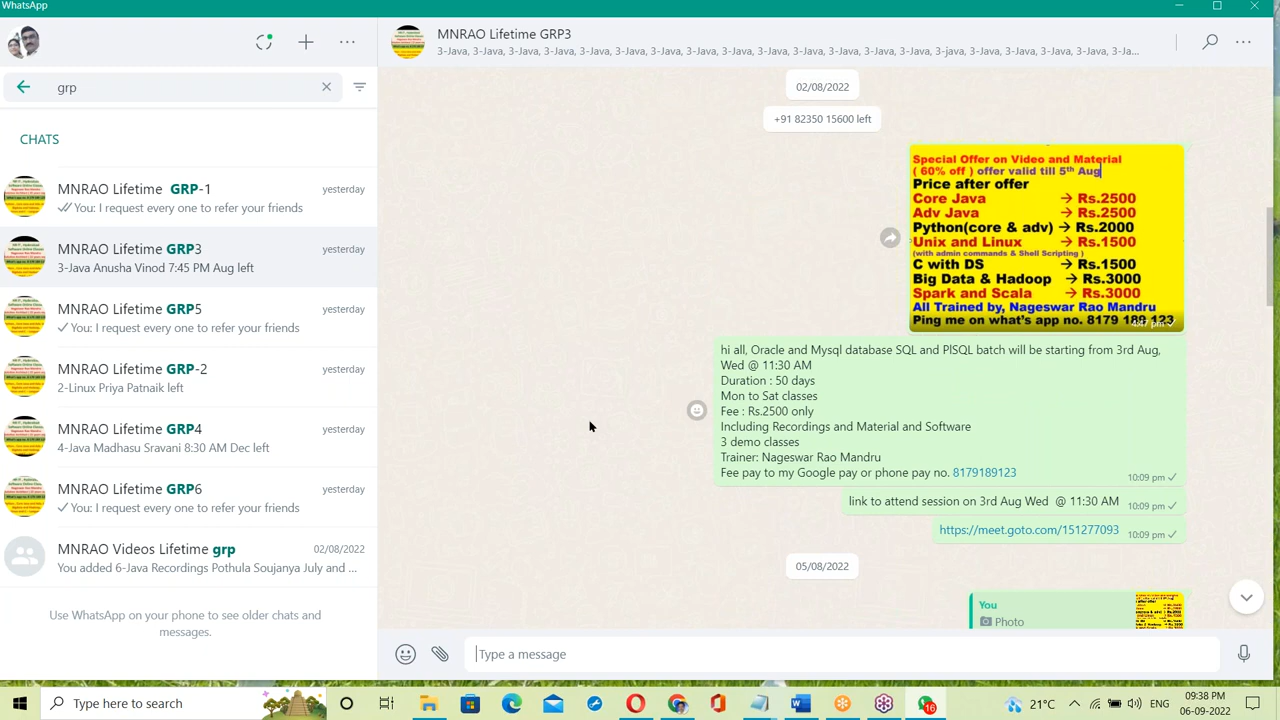 WhatsApp
grp
CHATS
MNRAO Lifetime GRP-1
yesterday
You: I request every one to refer your friend
MNRAO Lifetime GRP3
yesterday
3-Java Ausula Vinod 7:45 AM Aug left
MNRAO Lifetime GRP
yesterday
You: I request every one to refer your friends
MNRAO Lifetime GRP
yesterday
2-Linux Priya Patnaik left
MNRAO Lifetime GRP
yesterday
4-Java Sravani AM Dec left
MNRAO Lifetime GRP
yesterday
You: I request every one to refer your friends
MNRAO Videos Lifetime grp
02/08/2022
You added 6-Java Recordings Pothula Soujanya July and ...
Use WhatsApp on your phone to see older chats and
messages.
MNRAO Lifetime GRP3
3-Java, 3-Java, 3-Java, 3-Java, 3-Java, 3-Java, 3-Java, 3-Java, 3-Java, 3-Java, 3-Java, 3-Java, 3-Java, 3-Java, 3-Java, 3-Java, 3-Java, 3-Java, 3-Ja...
02/08/2022
+91 82350 15600 left
Special Offer on Video and Material
( 60% off ) offer valid till 5th Aug
Price after offer
Core Java → Rs.2500
Adv Java → Rs.2500
Python(core & adv) → Rs.2000
Unix and Linux → Rs.1500
(with admin commands & Shell Scripting )
C with DS → Rs.1500
Big Data & Hadoop → Rs.3000
Spark and Scala → Rs.3000
All Trained by, Nageswar Rao Mandru
Ping me on what's app no. 8179 189 123
hi all, Oracle and Mysql database SQL and PlSQL batch will be starting from 3rd Aug,
Wed @ 11:30 AM
Duration : 50 days
Mon to Sat classes
Fee : Rs.2500 only
Including Recordings and Material and Software
3 demo classes
Trainer: Nageswar Rao Mandru
Fee pay to my Google pay or phone pay no. 8179189123
10:09 pm
link to attend session on 3rd Aug Wed @ 11:30 AM
10:09 pm
https://meet.goto.com/151277093
10:09 pm
05/08/2022
You
Photo
Type a message
Type here to search
16
21°C
ENG
09:38 PM
06-09-2022